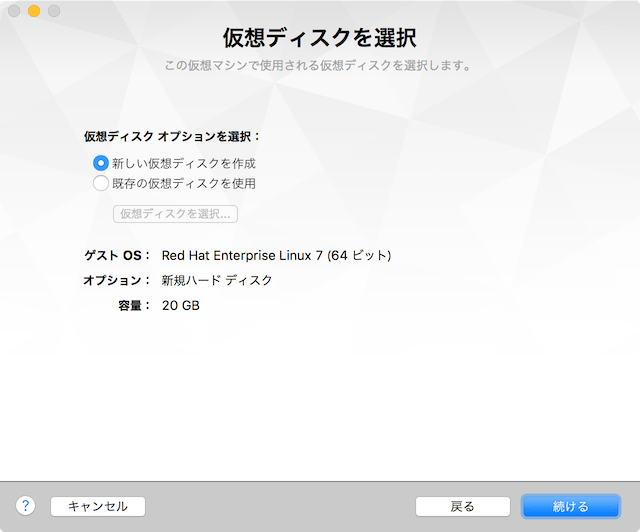 仮想ディスクを選択
この仮想マシンで使用される仮想ディスクを選択します。
仮想ディスク オプションを選択：
新しい仮想ディスクを作成
既存の仮想ディスクを使用
仮想ディスクを選択...
ゲスト OS： Red Hat Enterprise Linux 7 (64 ビット)
オプション： 新規ハード ディスク
容量： 20 GB
? キャンセル 戻る 続ける